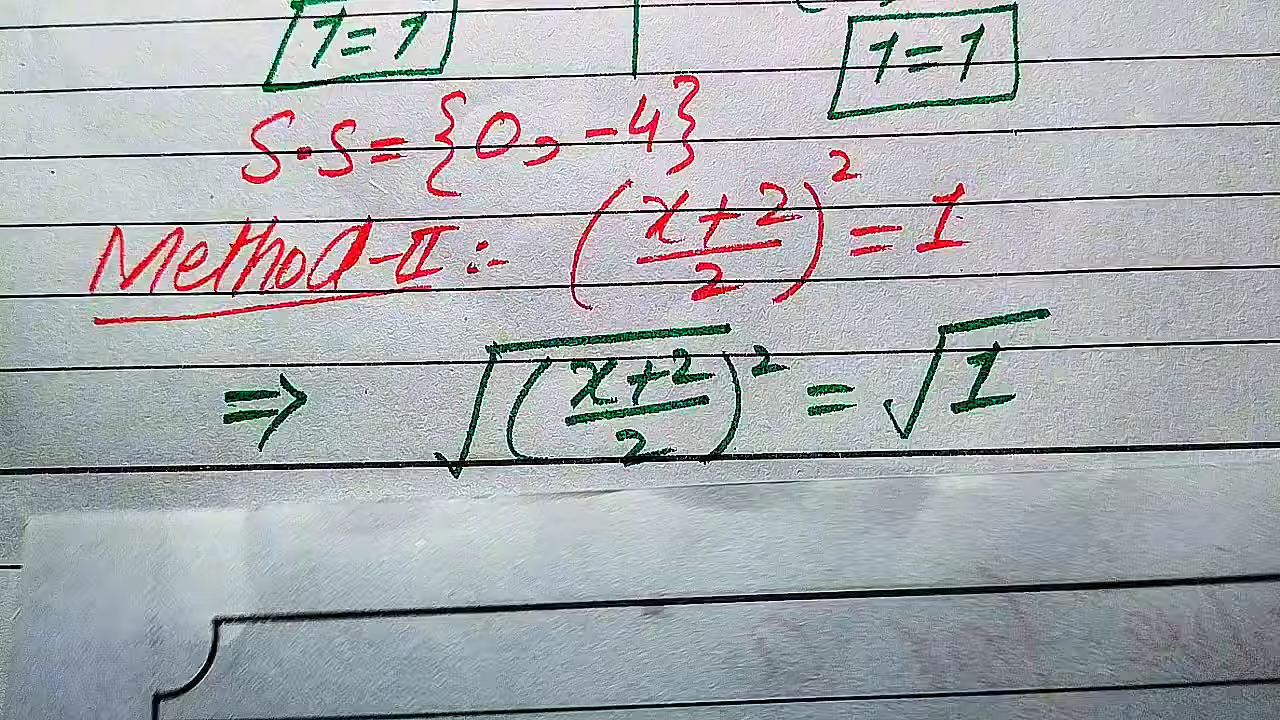 1=1 1=1
S.S={0, -4}
Method-II:- ((x+2)/2)² = 1
⇒ √((x+2)/2)² = √1